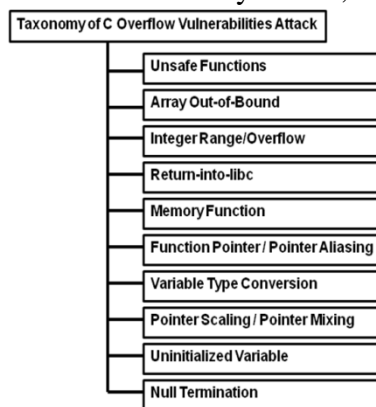 Taxonomy of C Overflow Vulnerabilities Attack
Unsafe Functions
Array Out-of-Bound
Integer Range/Overflow
Return-into-libc
Memory Function
Function Pointer / Pointer Aliasing
Variable Type Conversion
Pointer Scaling / Pointer Mixing
Uninitialized Variable
Null Termination